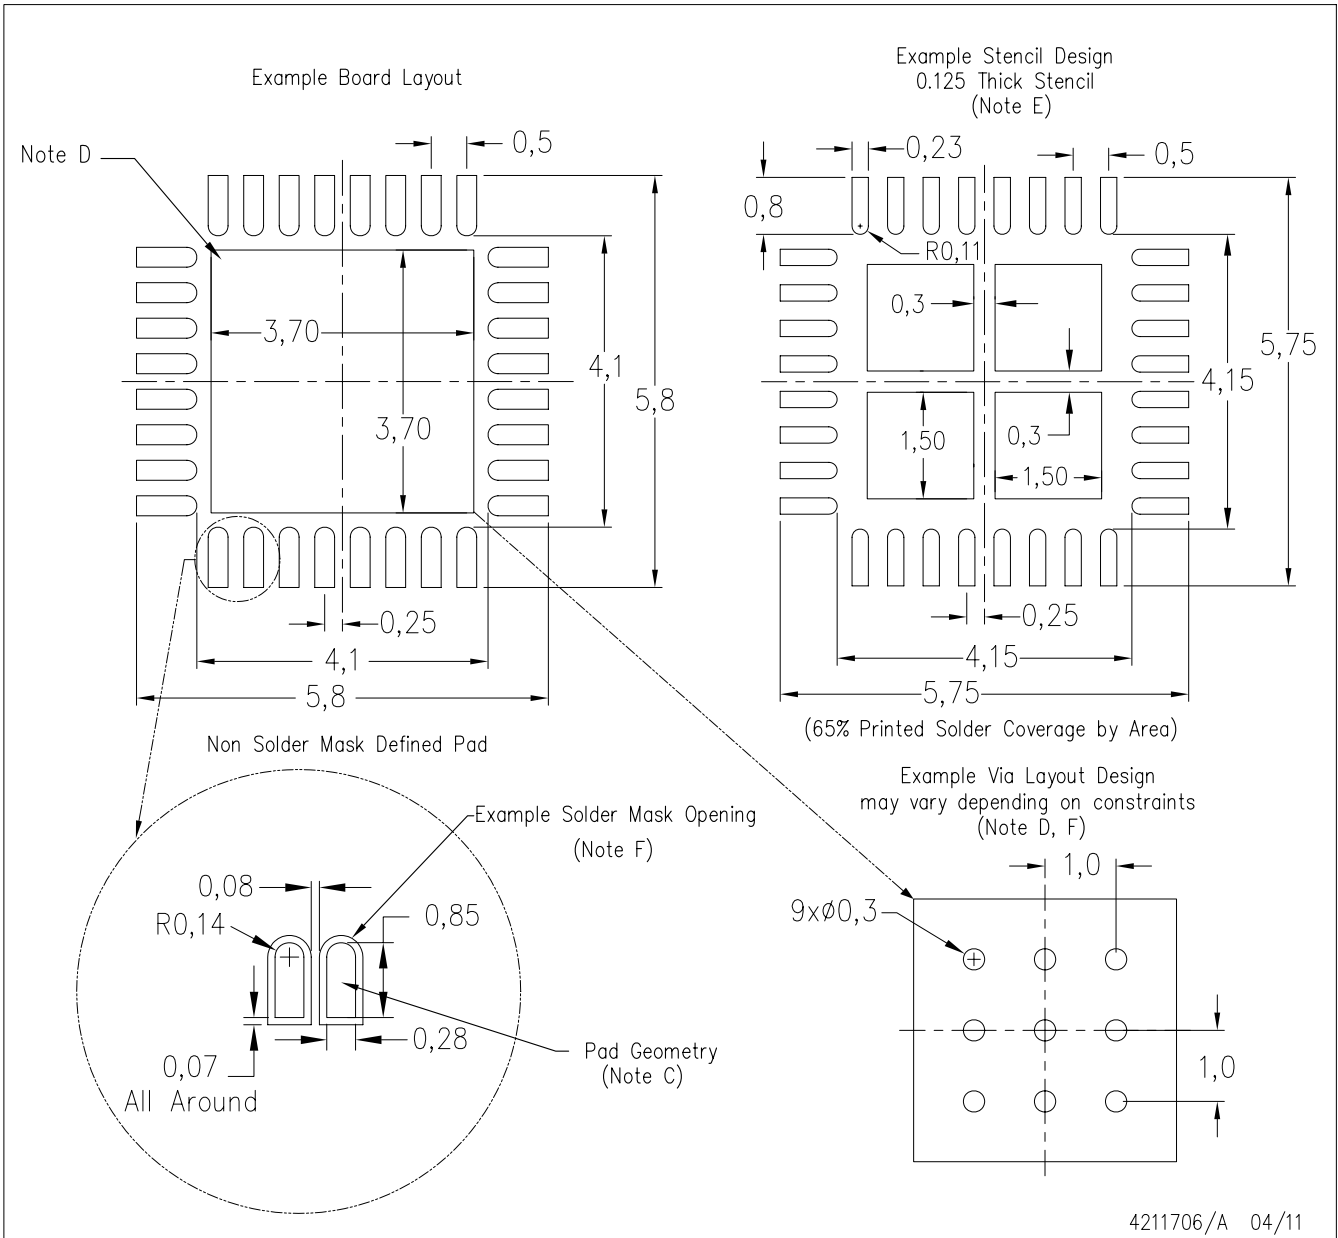 Example Board Layout
Note D
0,5
3,70
3,70
4,1
5,8
0,25
4,1
5,8
Example Stencil Design
0.125 Thick Stencil
(Note E)
0,23
0,5
0,8
R0,11
0,3
5,75
4,15
1,50
0,3
1,50
0,25
4,15
5,75
(65% Printed Solder Coverage by Area)
Non Solder Mask Defined Pad
Example Solder Mask Opening
(Note F)
0,08
R0,14
0,85
0,28
0,07
All Around
Pad Geometry
(Note C)
Example Via Layout Design
may vary depending on constraints
(Note D, F)
1,0
9xø0,3
1,0
4211706/A 04/11